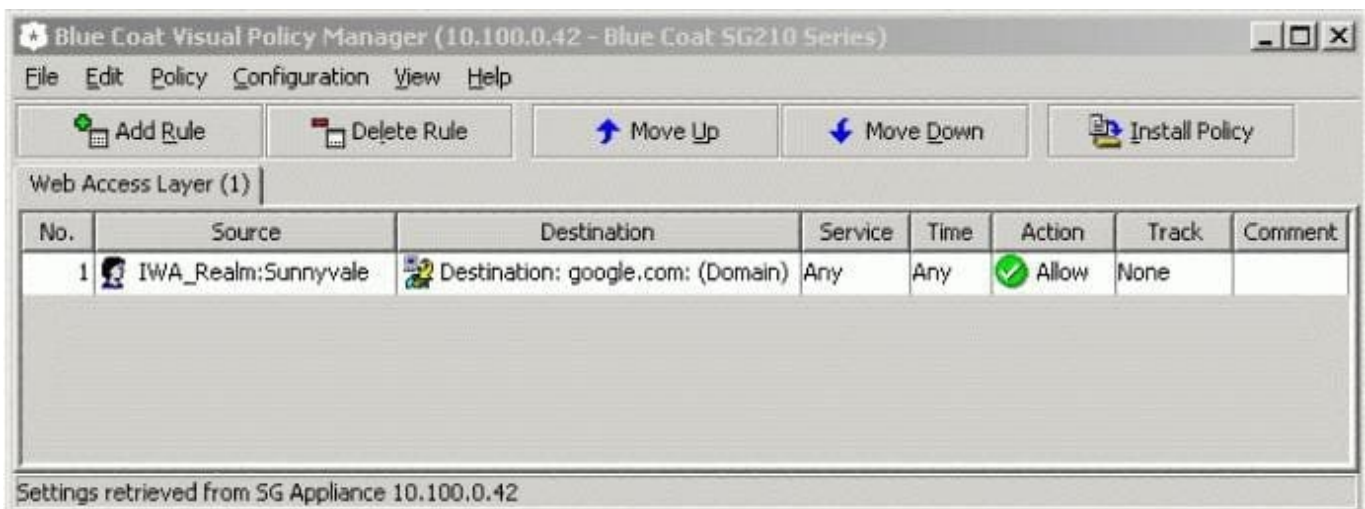 Blue Coat Visual Policy Manager (10.100.0.42 - Blue Coat SG210 Series)
File Edit Policy Configuration View Help
Add Rule Delete Rule Move Up Move Down Install Policy
Web Access Layer (1)
No. Source Destination Service Time Action Track Comment
1 IWA_Realm:Sunnyvale Destination: google.com: (Domain) Any Any Allow None
Settings retrieved from SG Appliance 10.100.0.42